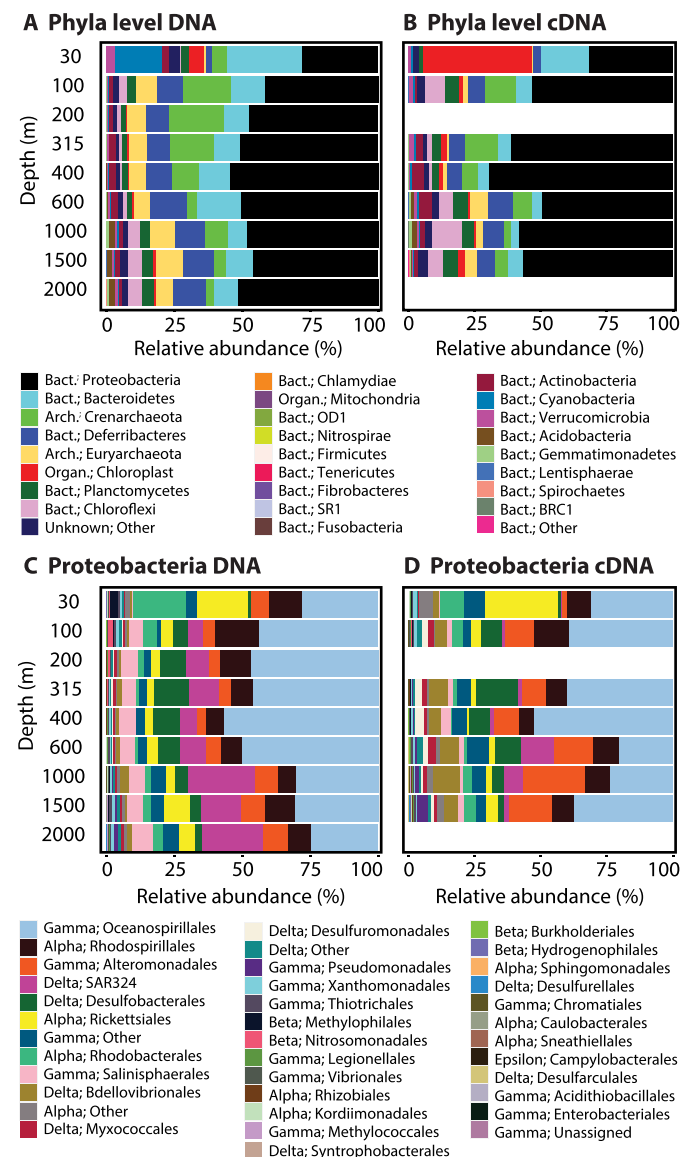 A Phyla level DNA
B Phyla level cDNA
Depth (m)
30
100
200
315
400
600
1000
1500
2000
0 25 50 75 100
0 25 50 75 100
Relative abundance (%)
Relative abundance (%)
Bact.; Proteobacteria
Bact.; Bacteroidetes
Arch.; Crenarchaeota
Bact.; Deferribacteres
Arch.; Euryarchaeota
Organ.; Chloroplast
Bact.; Planctomycetes
Bact.; Chloroflexi
Unknown; Other
Bact.; Chlamydiae
Organ.; Mitochondria
Bact.; OD1
Bact.; Nitrospirae
Bact.; Firmicutes
Bact.; Tenericutes
Bact.; Fibrobacteres
Bact.; SR1
Bact.; Fusobacteria
Bact.; Actinobacteria
Bact.; Cyanobacteria
Bact.; Verrucomicrobia
Bact.; Acidobacteria
Bact.; Gemmatimonadetes
Bact.; Lentisphaerae
Bact.; Spirochaetes
Bact.; BRC1
Bact.; Other
C Proteobacteria DNA
D Proteobacteria cDNA
Depth (m)
30
100
200
315
400
600
1000
1500
2000
0 25 50 75 100
0 25 50 75 100
Relative abundance (%)
Relative abundance (%)
Gamma; Oceanospirillales
Alpha; Rhodospirillales
Gamma; Alteromonadales
Delta; SAR324
Delta; Desulfobacterales
Alpha; Rickettsiales
Gamma; Other
Alpha; Rhodobacterales
Gamma; Salinisphaerales
Delta; Bdellovibrionales
Alpha; Other
Delta; Myxococcales
Delta; Desulfuromonadales
Delta; Other
Gamma; Pseudomonadales
Gamma; Xanthomonadales
Gamma; Thiotrichales
Beta; Methylophilales
Beta; Nitrosomonadales
Gamma; Legionellales
Gamma; Vibrionales
Alpha; Rhizobiales
Alpha; Kordiimonadales
Gamma; Methylococcales
Delta; Syntrophobacterales
Beta; Burkholderiales
Beta; Hydrogenophilales
Alpha; Sphingomonadales
Delta; Desulfurellales
Gamma; Chromatiales
Alpha; Caulobacterales
Alpha; Sneathiellales
Epsilon; Campylobacterales
Delta; Desulfarculales
Gamma; Acidithiobacillales
Gamma; Enterobacteriales
Gamma; Unassigned